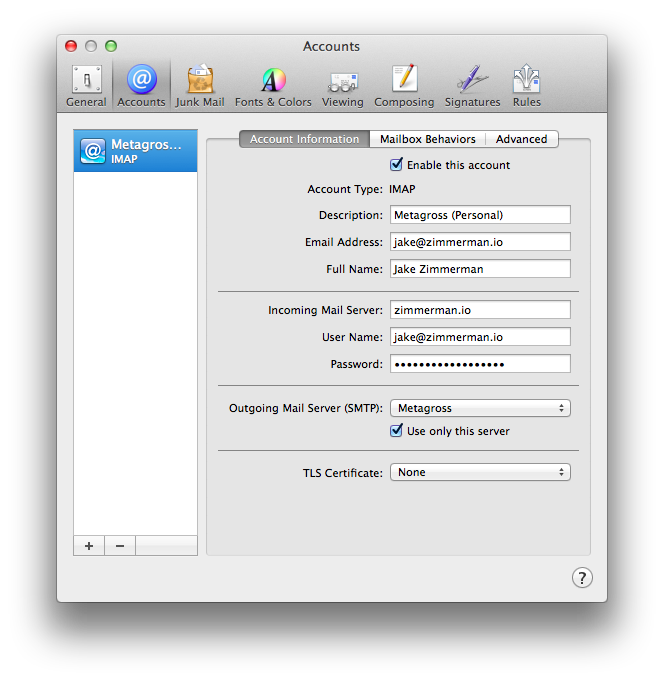 Accounts
General Accounts Junk Mail Fonts & Colors Viewing Composing Signatures Rules
Metagros...
IMAP
Account Information Mailbox Behaviors Advanced
Enable this account
Account Type: IMAP
Description: Metagross (Personal)
Email Address: jake@zimmerman.io
Full Name: Jake Zimmerman
Incoming Mail Server: zimmerman.io
User Name: jake@zimmerman.io
Password: ••••••••••••••••••
Outgoing Mail Server (SMTP): Metagross
Use only this server
TLS Certificate: None
+ −
?